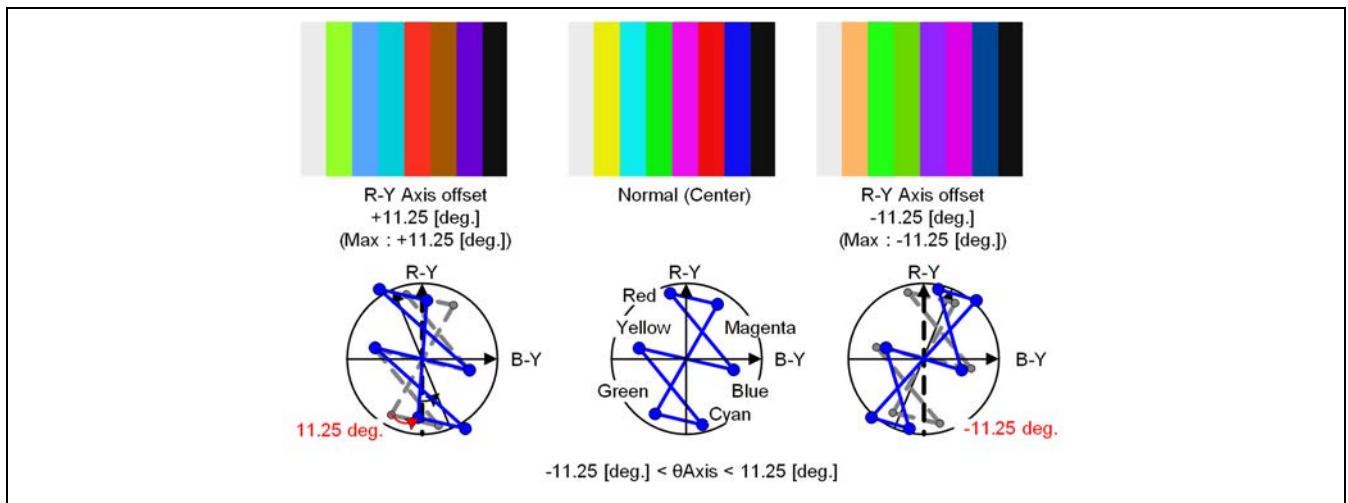 R-Y Axis offset
+11.25 [deg.]
(Max : +11.25 [deg.])
Normal (Center)
R-Y Axis offset
-11.25 [deg.]
(Max : -11.25 [deg.])
R-Y
B-Y
11.25 deg.
R-Y
Red
Yellow
Magenta
B-Y
Green
Blue
Cyan
R-Y
B-Y
-11.25 deg.
-11.25 [deg.] < θAxis < 11.25 [deg.]